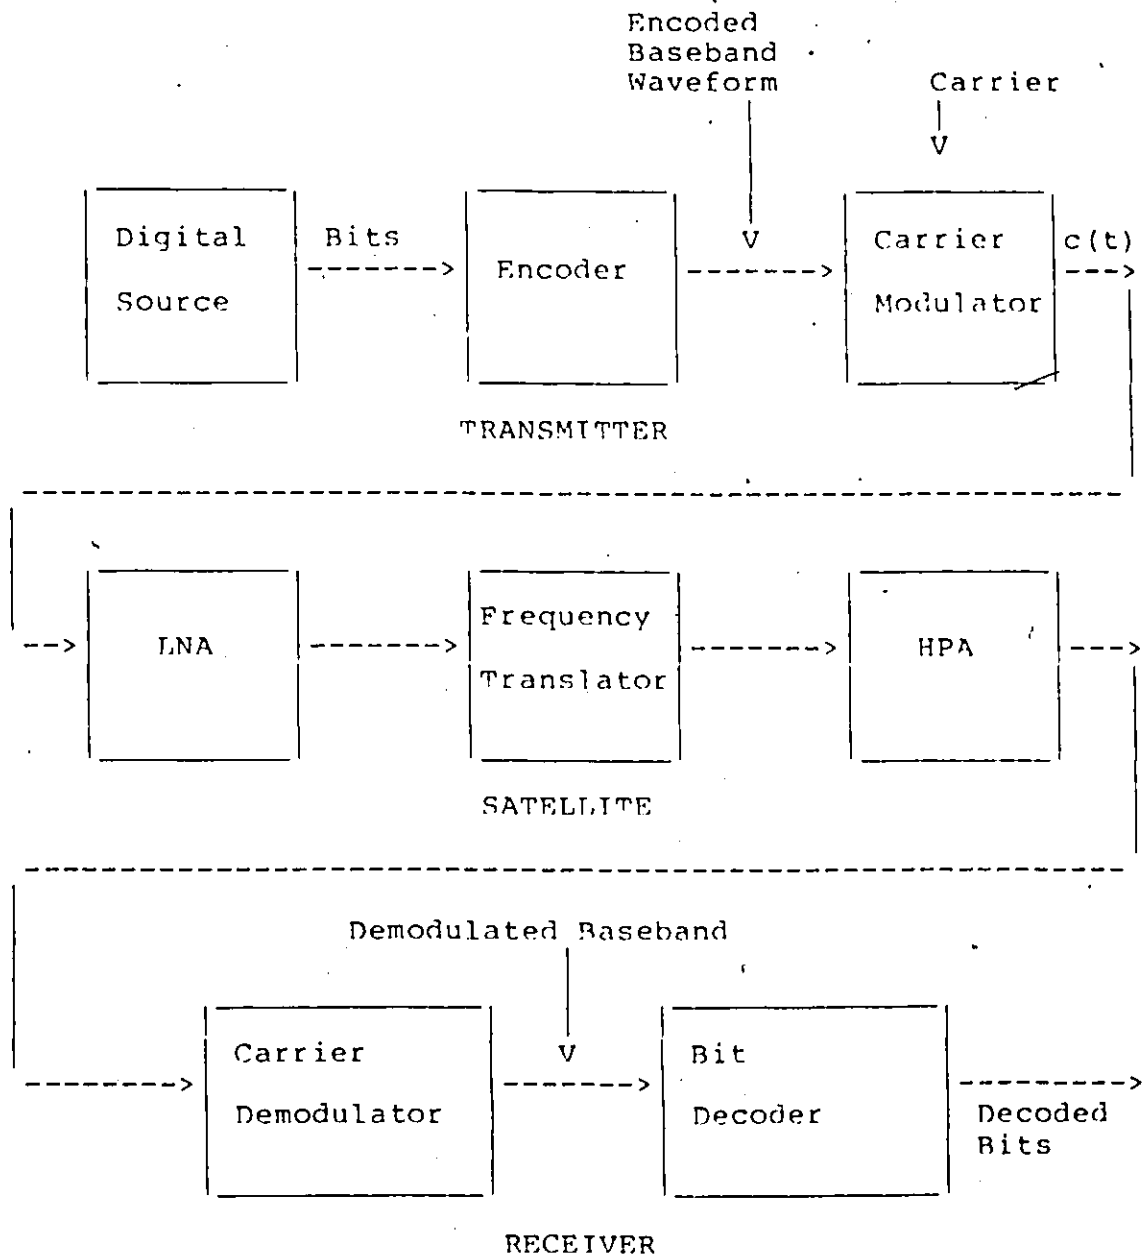 Encoded
Baseband
Waveform
Carrier
V
Digital
Source
Bits
Encoder
V
Carrier
Modulator
c(t)
TRANSMITTER
LNA
Frequency
Translator
HPA
SATELLITE
Demodulated Baseband
Carrier
Demodulator
V
Bit
Decoder
Decoded
Bits
RECEIVER